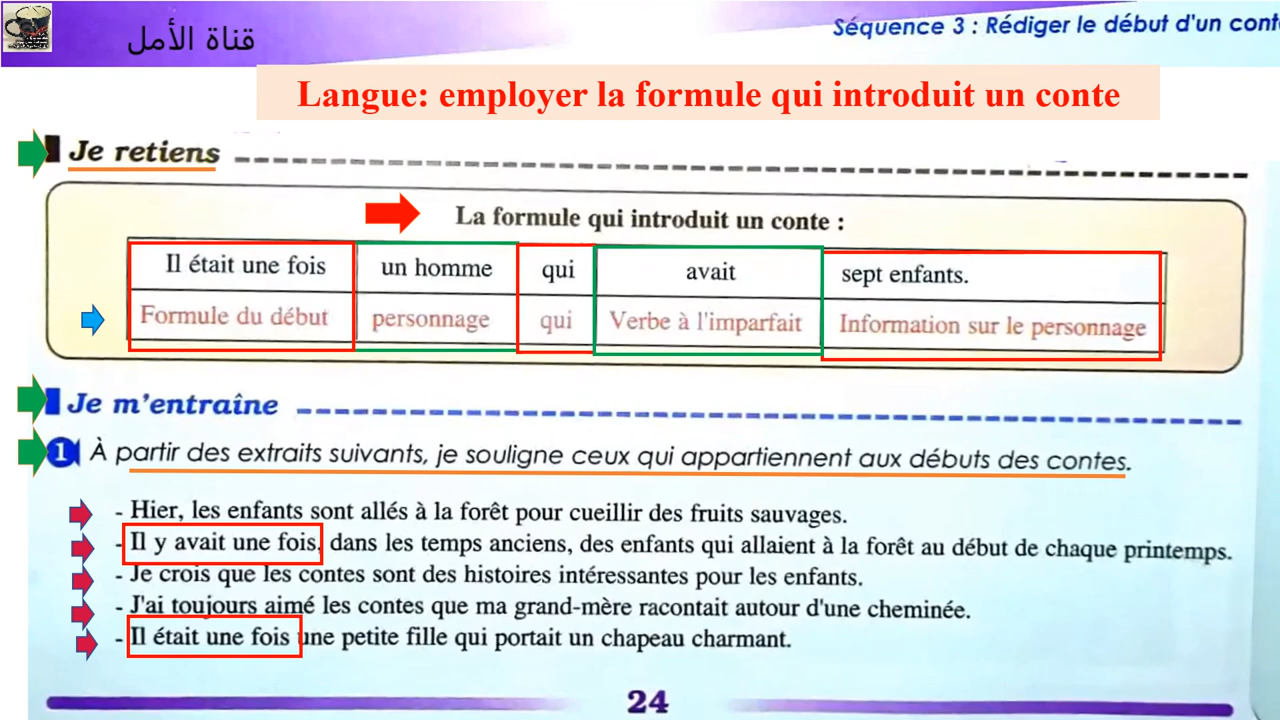 قناة الأمل
Séquence 3 : Rédiger le début d'un cont
Langue: employer la formule qui introduit un conte
Je retiens
La formule qui introduit un conte :
Il était une fois un homme qui avait sept enfants.
Formule du début personnage qui Verbe à l'imparfait Information sur le personnage
Je m'entraîne
1 À partir des extraits suivants, je souligne ceux qui appartiennent aux débuts des contes.
- Hier, les enfants sont allés à la forêt pour cueillir des fruits sauvages.
- Il y avait une fois, dans les temps anciens, des enfants qui allaient à la forêt au début de chaque printemps.
- Je crois que les contes sont des histoires intéressantes pour les enfants.
- J'ai toujours aimé les contes que ma grand-mère racontait autour d'une cheminée.
- Il était une fois une petite fille qui portait un chapeau charmant.
24